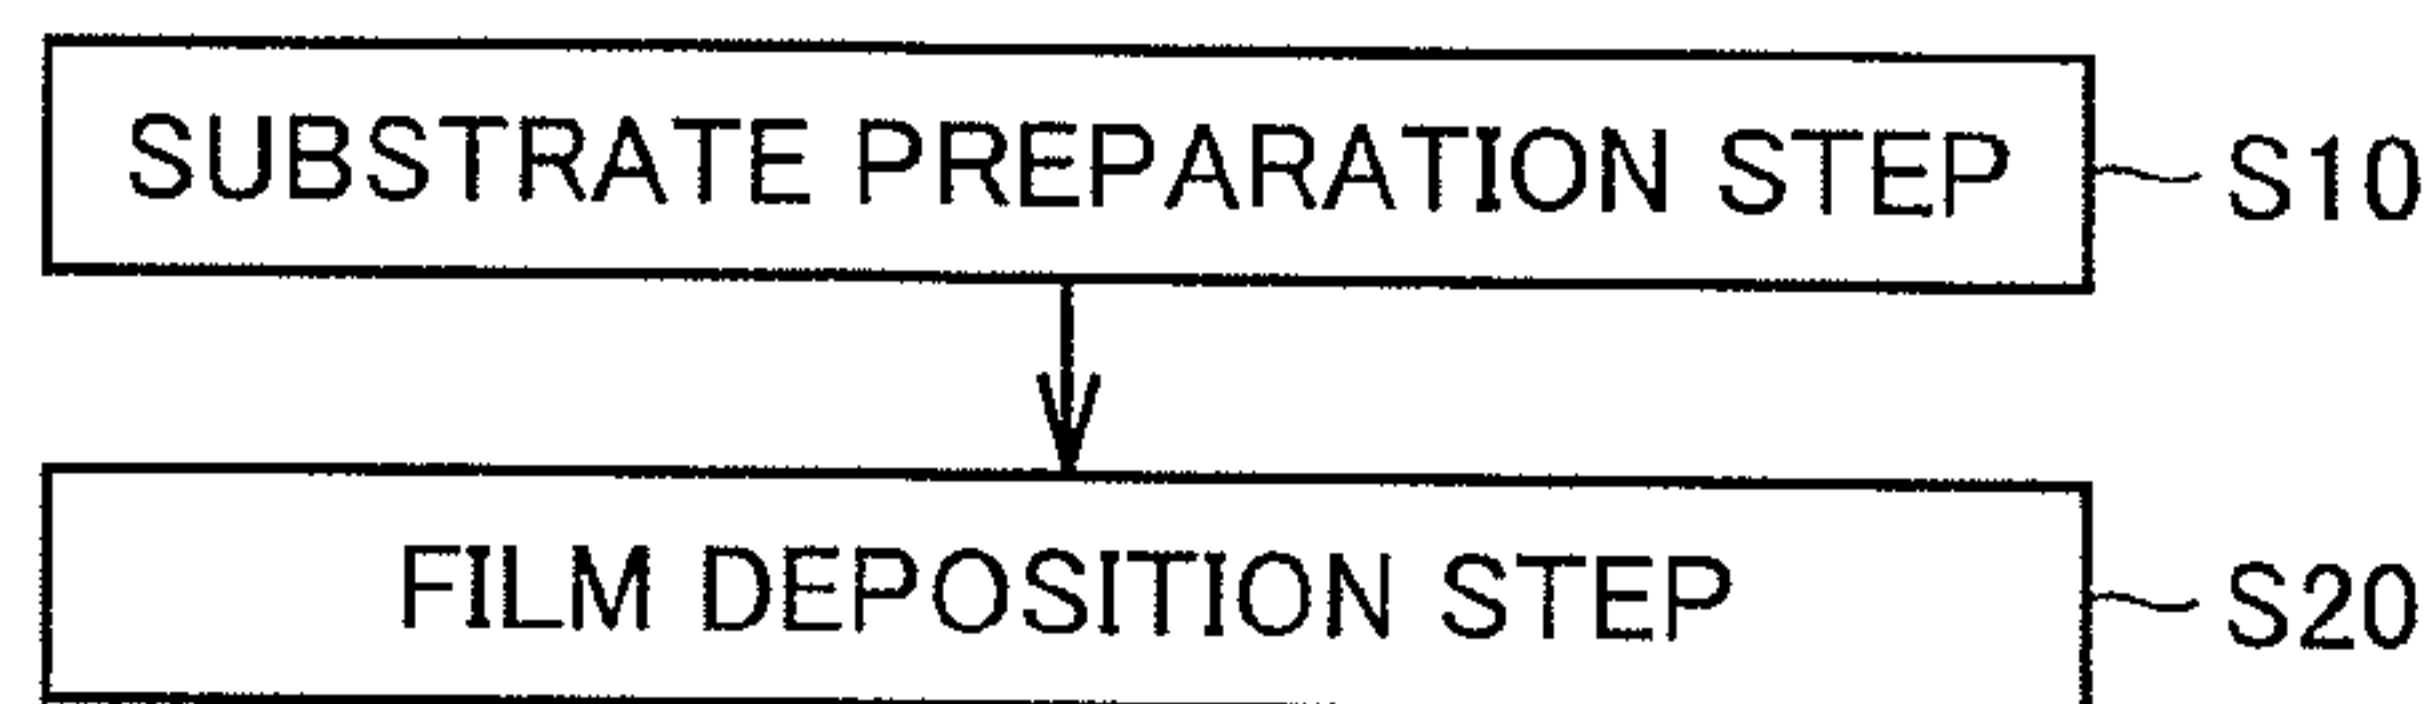 SUBSTRATE PREPARATION STEP S10
FILM DEPOSITION STEP S20